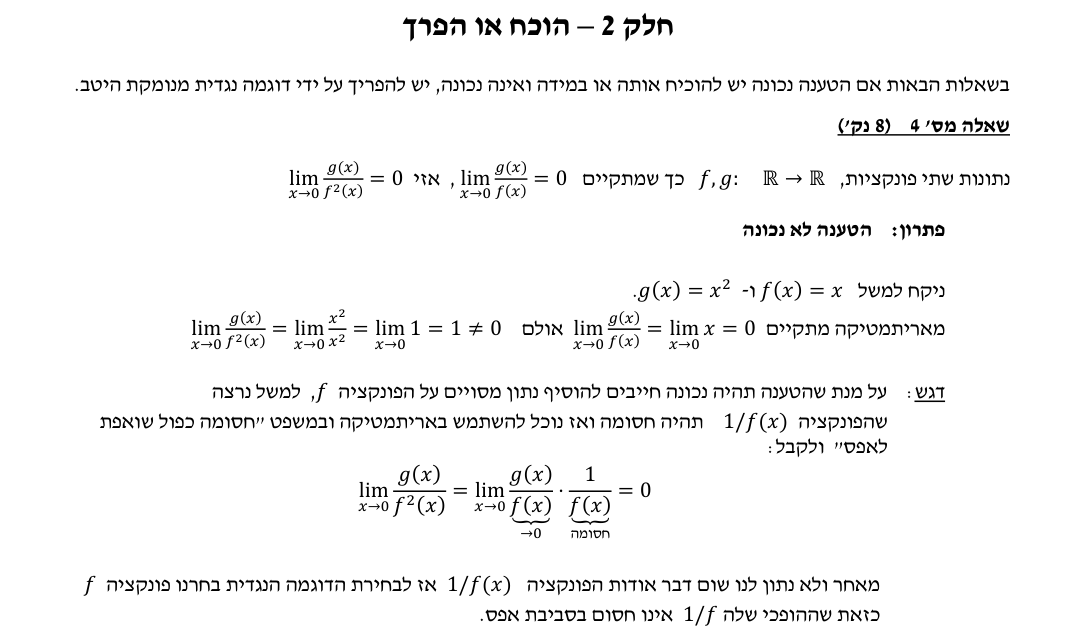 חלק 2 – הוכח או הפרך
בשאלות הבאות אם הטענה נכונה יש להוכיח אותה או במידה ואינה נכונה, יש להפריך על ידי דוגמה נגדית מנומקת היטב.
שאלה מס' 4 (8 נק')
נתונות שתי פונקציות, f,g: ℝ → ℝ כך שמתקיים lim_{x→0} g(x)/f(x) = 0 , אזי lim_{x→0} g(x)/f²(x) = 0
פתרון: הטענה לא נכונה
ניקח למשל f(x) = x ו- g(x) = x².
מאריתמטיקה מתקיים lim_{x→0} g(x)/f(x) = lim_{x→0} x = 0 אולם lim_{x→0} g(x)/f²(x) = lim_{x→0} x²/x² = lim_{x→0} 1 = 1 ≠ 0
דגש: על מנת שהטענה תהיה נכונה חייבים להוסיף נתון מסויים על הפונקציה f, למשל נרצה
שהפונקציה 1/f(x) תהיה חסומה ואז נוכל להשתמש באריתמטיקה ובמשפט "חסומה כפול שואפת
לאפס" ולקבל:
lim_{x→0} g(x)/f²(x) = lim_{x→0} g(x)/f(x) · 1/f(x) = 0
→0 חסומה
מאחר ולא נתון לנו שום דבר אודות הפונקציה 1/f(x) אז לבחירת הדוגמה הנגדית בחרנו פונקציה f
כזאת שההופכי שלה 1/f אינו חסום בסביבת אפס.